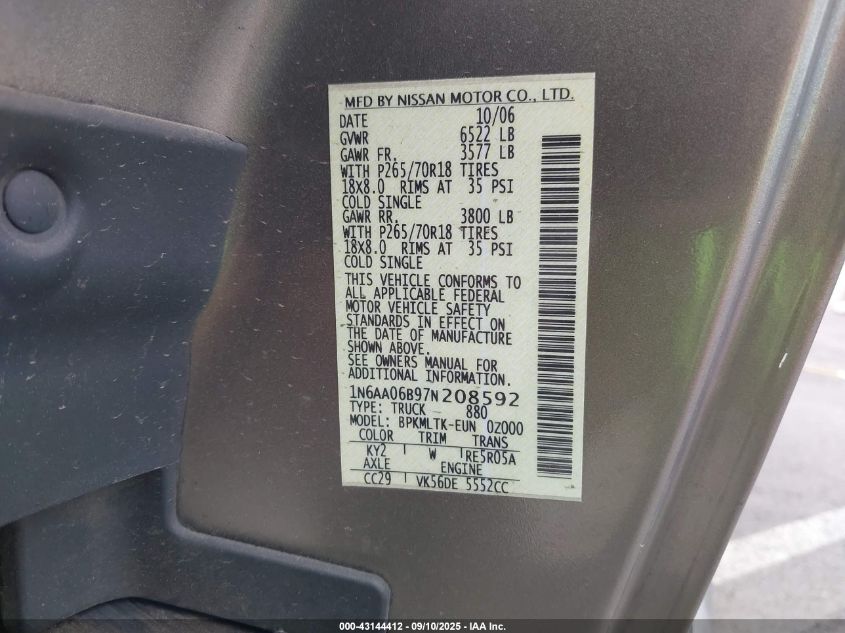 MFD BY NISSAN MOTOR CO., LTD.
DATE 10/06
GVWR 6522 LB
GAWR FR. 3577 LB
WITH P265/70R18 TIRES
18X8.0 RIMS AT 35 PSI
COLD SINGLE
GAWR RR. 3800 LB
WITH P265/70R18 TIRES
18X8.0 RIMS AT 35 PSI
COLD SINGLE
THIS VEHICLE CONFORMS TO
ALL APPLICABLE FEDERAL
MOTOR VEHICLE SAFETY
STANDARDS IN EFFECT ON
THE DATE OF MANUFACTURE
SHOWN ABOVE.
SEE OWNERS MANUAL FOR
ADDITIONAL INFORMATION.
1N6AA06B97N208592
TYPE: TRUCK 880
MODEL: BPKMLTK-EUN 0Z000
COLOR TRIM TRANS
KY2 W RE5R05A
AXLE ENGINE
CC29 VK56DE 5552CC
000-43144412 - 09/10/2025 - IAA Inc.